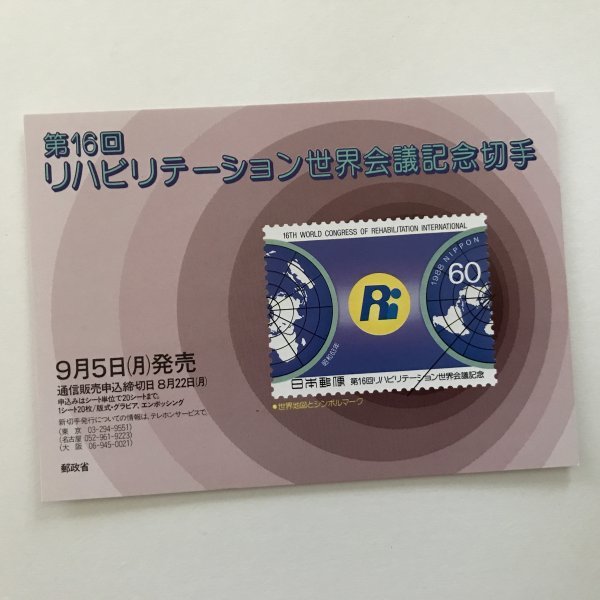 第16回
リハビリテーション世界会議記念切手
16TH WORLD CONGRESS OF REHABILITATION INTERNATIONAL
1988 NIPPON
60
Ri
昭和63年
日本郵便 第16回リハビリテーション世界会議記念
●世界地図とシンボルマーク
9月5日(月)発売
通信販売申込締切日 8月22日(月)
申込みはシート単位で20シートまで。
1シート20枚/版式・グラビア、エンボッシング
新切手発行についての情報は、テレホンサービスで。
(東 京 03-294-9551)
(名古屋 052-961-9223)
(大 阪 06-945-0021)
郵政省